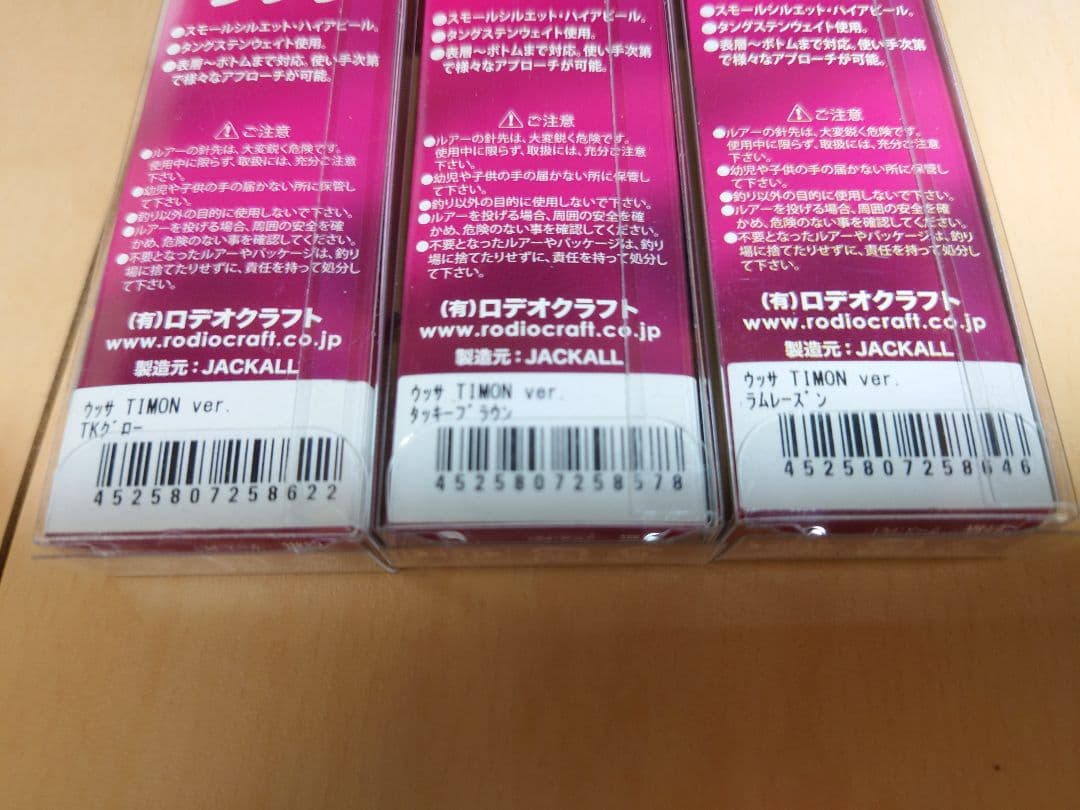 ●スモールシルエット・ハイアピール。
●タングステンウェイト使用。
●表層〜ボトムまで対応。使い手次第
で様々なアプローチが可能。
⚠ご注意
●ルアーの針先は、大変鋭く危険です。
使用中に限らず、取扱には、充分ご注意
下さい。
●幼児や子供の手の届かない所に保管し
て下さい。
●釣り以外の目的に使用しないで下さい。
●ルアーを投げる場合、周囲の安全を確
かめ、危険のない事を確認してください。
●不要となったルアーやパッケージは、釣り
場に捨てたりせずに、責任を持って処分し
て下さい。
(有)ロデオクラフト
www.rodiocraft.co.jp
製造元:JACKALL
ウッサ TIMON ver.
TKグロー
4525807258622
●スモールシルエット・ハイアピール。
●タングステンウェイト使用。
●表層〜ボトムまで対応。使い手次第
で様々なアプローチが可能。
⚠ご注意
●ルアーの針先は、大変鋭く危険です。
使用中に限らず、取扱には、充分ご注意
下さい。
●幼児や子供の手の届かない所に保管し
て下さい。
●釣り以外の目的に使用しないで下さい。
●ルアーを投げる場合、周囲の安全を確
かめ、危険のない事を確認してください。
●不要となったルアーやパッケージは、釣り
場に捨てたりせずに、責任を持って処分し
て下さい。
(有)ロデオクラフト
www.rodiocraft.co.jp
製造元:JACKALL
ウッサ TIMON ver.
タッキーブラウン
4525807258578
●スモールシルエット・ハイアピール。
●タングステンウェイト使用。
●表層〜ボトムまで対応。使い手次第
で様々なアプローチが可能。
⚠ご注意
●ルアーの針先は、大変鋭く危険です。
使用中に限らず、取扱には、充分ご注意
下さい。
●幼児や子供の手の届かない所に保管し
て下さい。
●釣り以外の目的に使用しないで下さい。
●ルアーを投げる場合、周囲の安全を確
かめ、危険のない事を確認してください。
●不要となったルアーやパッケージは、釣り
場に捨てたりせずに、責任を持って処分し
て下さい。
(有)ロデオクラフト
www.rodiocraft.co.jp
製造元:JACKALL
ウッサ TIMON ver.
ラムレーズン
4525807258646